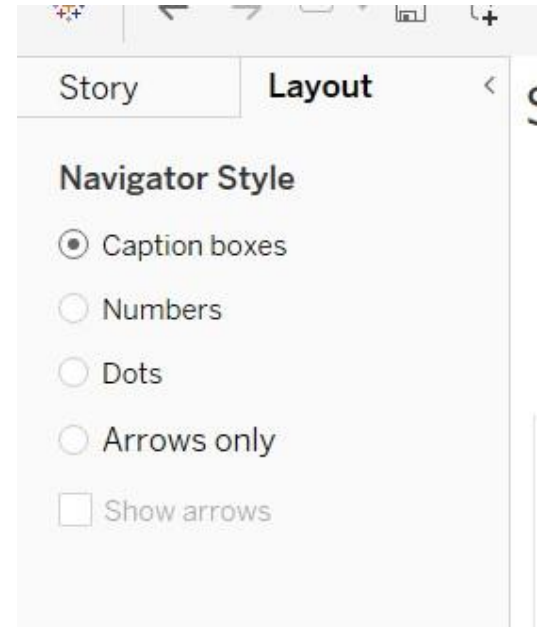 Story
Layout
Navigator Style
Caption boxes
Numbers
Dots
Arrows only
Show arrows